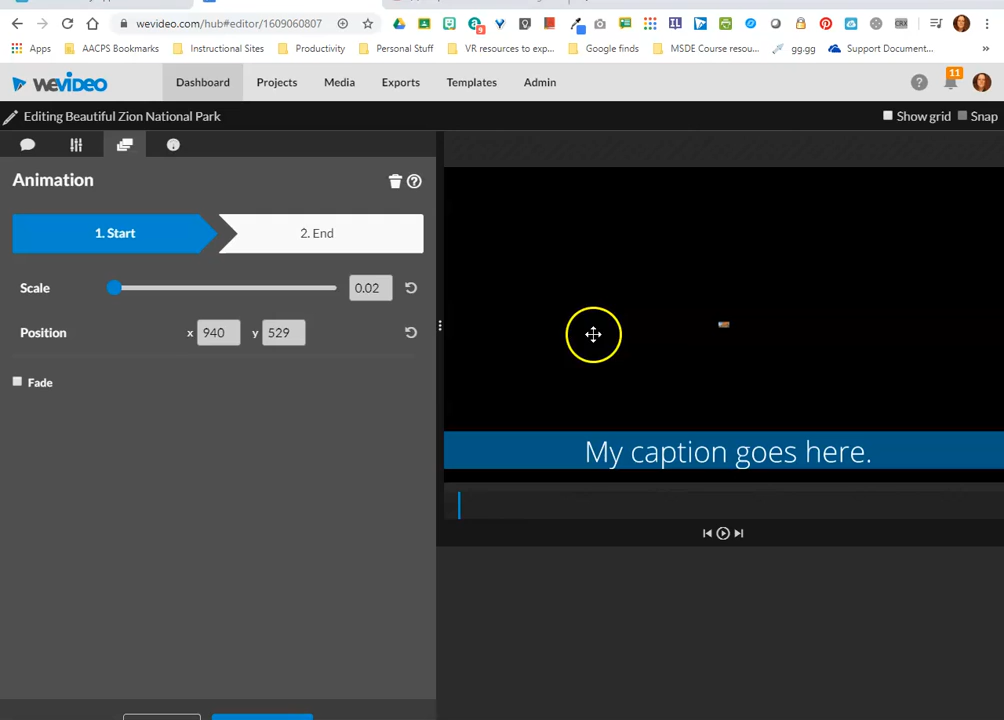 wevideo.com/hub#editor/1609060807
9
Apps
AACPS Bookmarks
Instructional Sites
Productivity
Personal Stuff
VR resources to exp...
Google finds
MSDE Course resou...
gg.gg
Support Document...
»
wevideo
Dashboard
Projects
Media
Exports
Templates
Admin
11
Editing Beautiful Zion National Park
Show grid
Snap
Animation
1. Start
2. End
Scale
0.02
Position
x 940 y 529
Fade
My caption goes here.